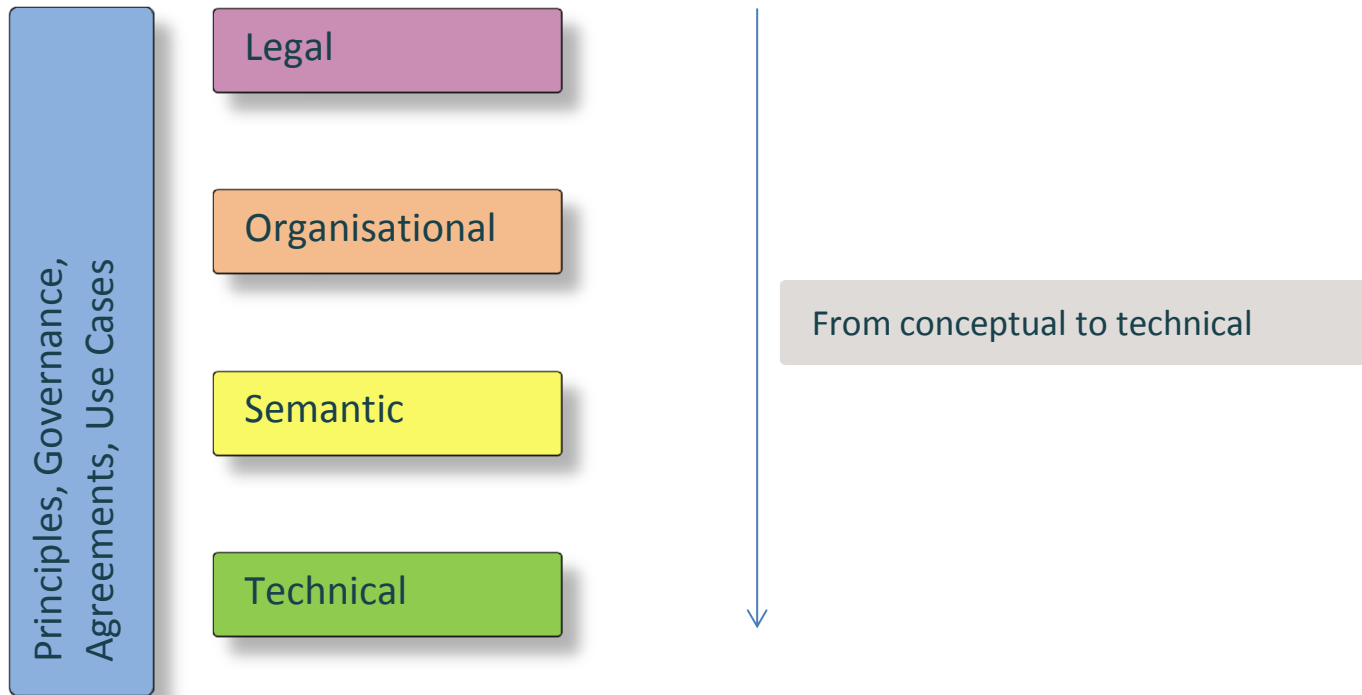 Principles, Governance,
Agreements, Use Cases
Legal
Organisational
Semantic
Technical
From conceptual to technical